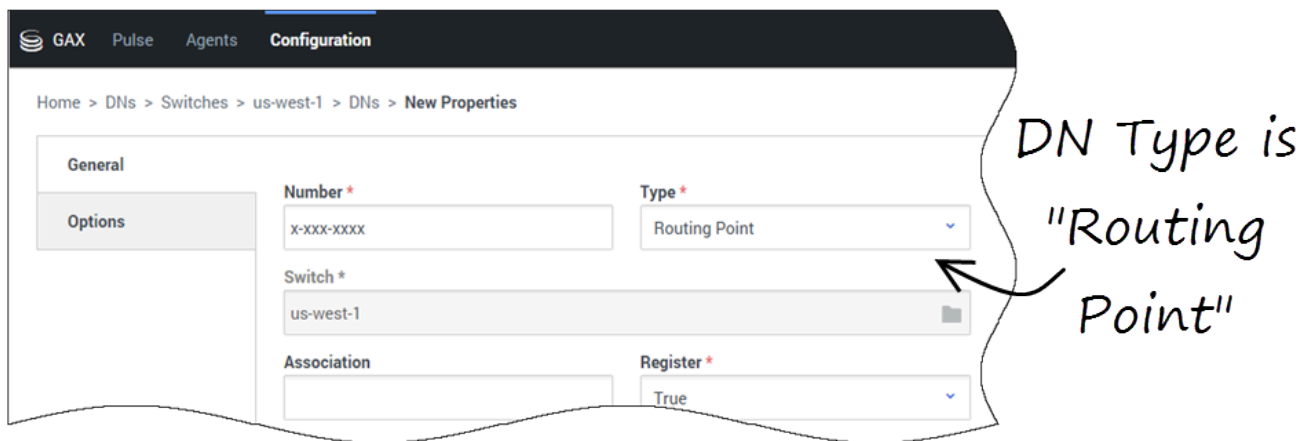 GAX Pulse Agents Configuration
Home > DNs > Switches > us-west-1 > DNs > New Properties
General
Options
Number * Type *
x-xxx-xxxx Routing Point
Switch *
us-west-1
Association Register *
True
DN Type is
"Routing
Point"